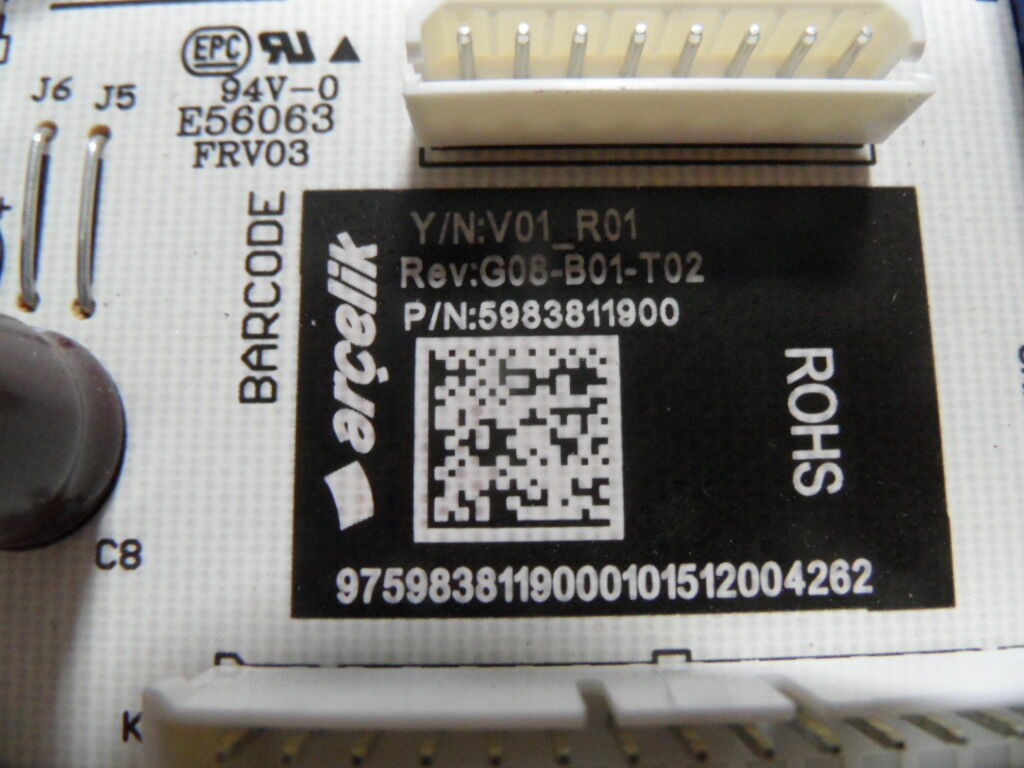 EPC
J6
J5
94V-0
E56063
FRV03
BARCODE
arçelik
Y/N:V01_R01
Rev:G08-B01-T02
P/N:5983811900
ROHS
9759838119000101512004262
C8
K